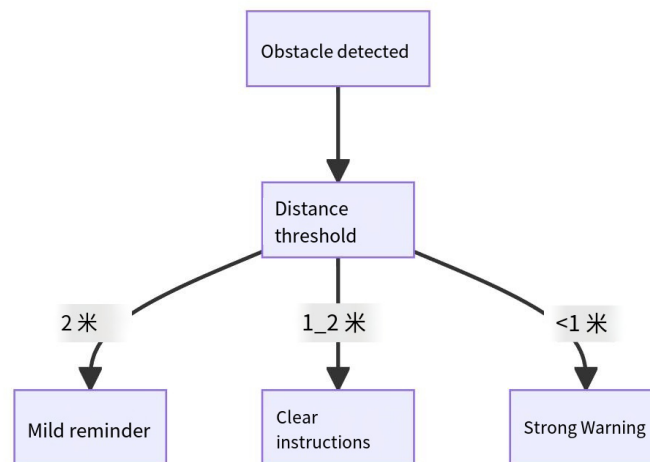 Obstacle detected
Distance
threshold
2 米
1_2 米
<1 米
Mild reminder
Clear
instructions
Strong Warning